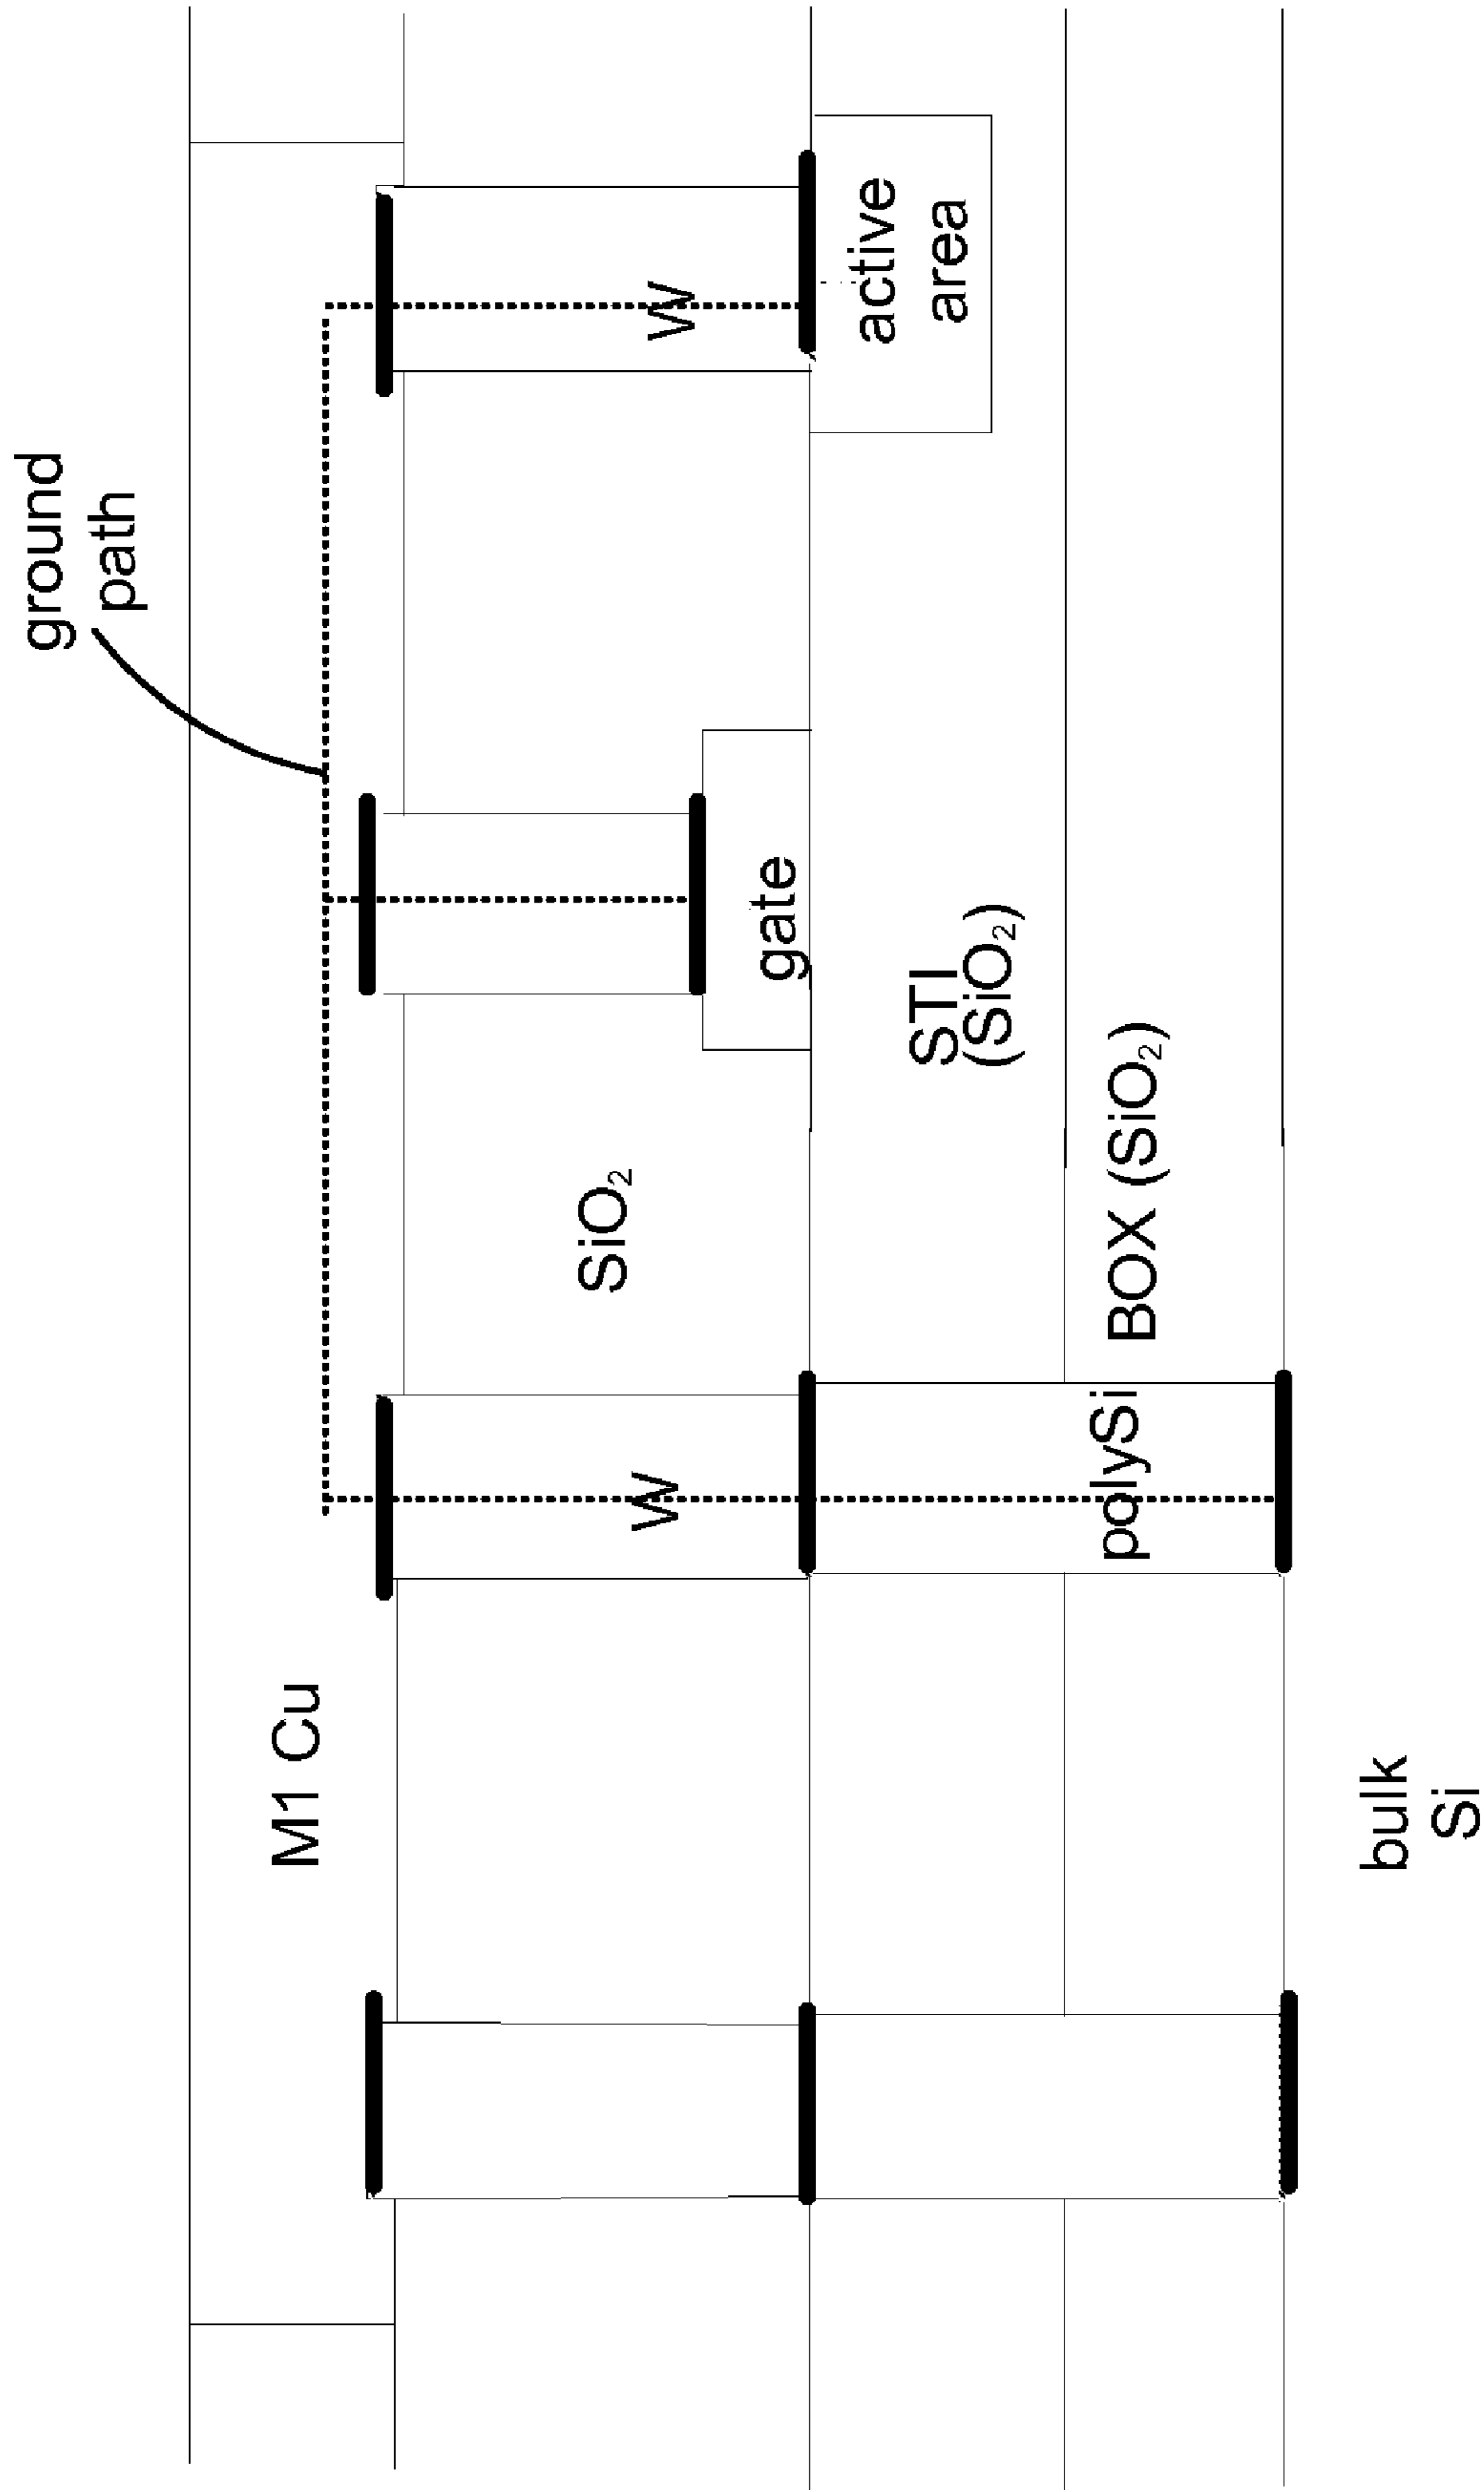 ground
path
M1 Cu
W
W
SiO₂
gate
active
area
STI
(SiO₂)
polySi
BOX (SiO₂)
bulk
Si